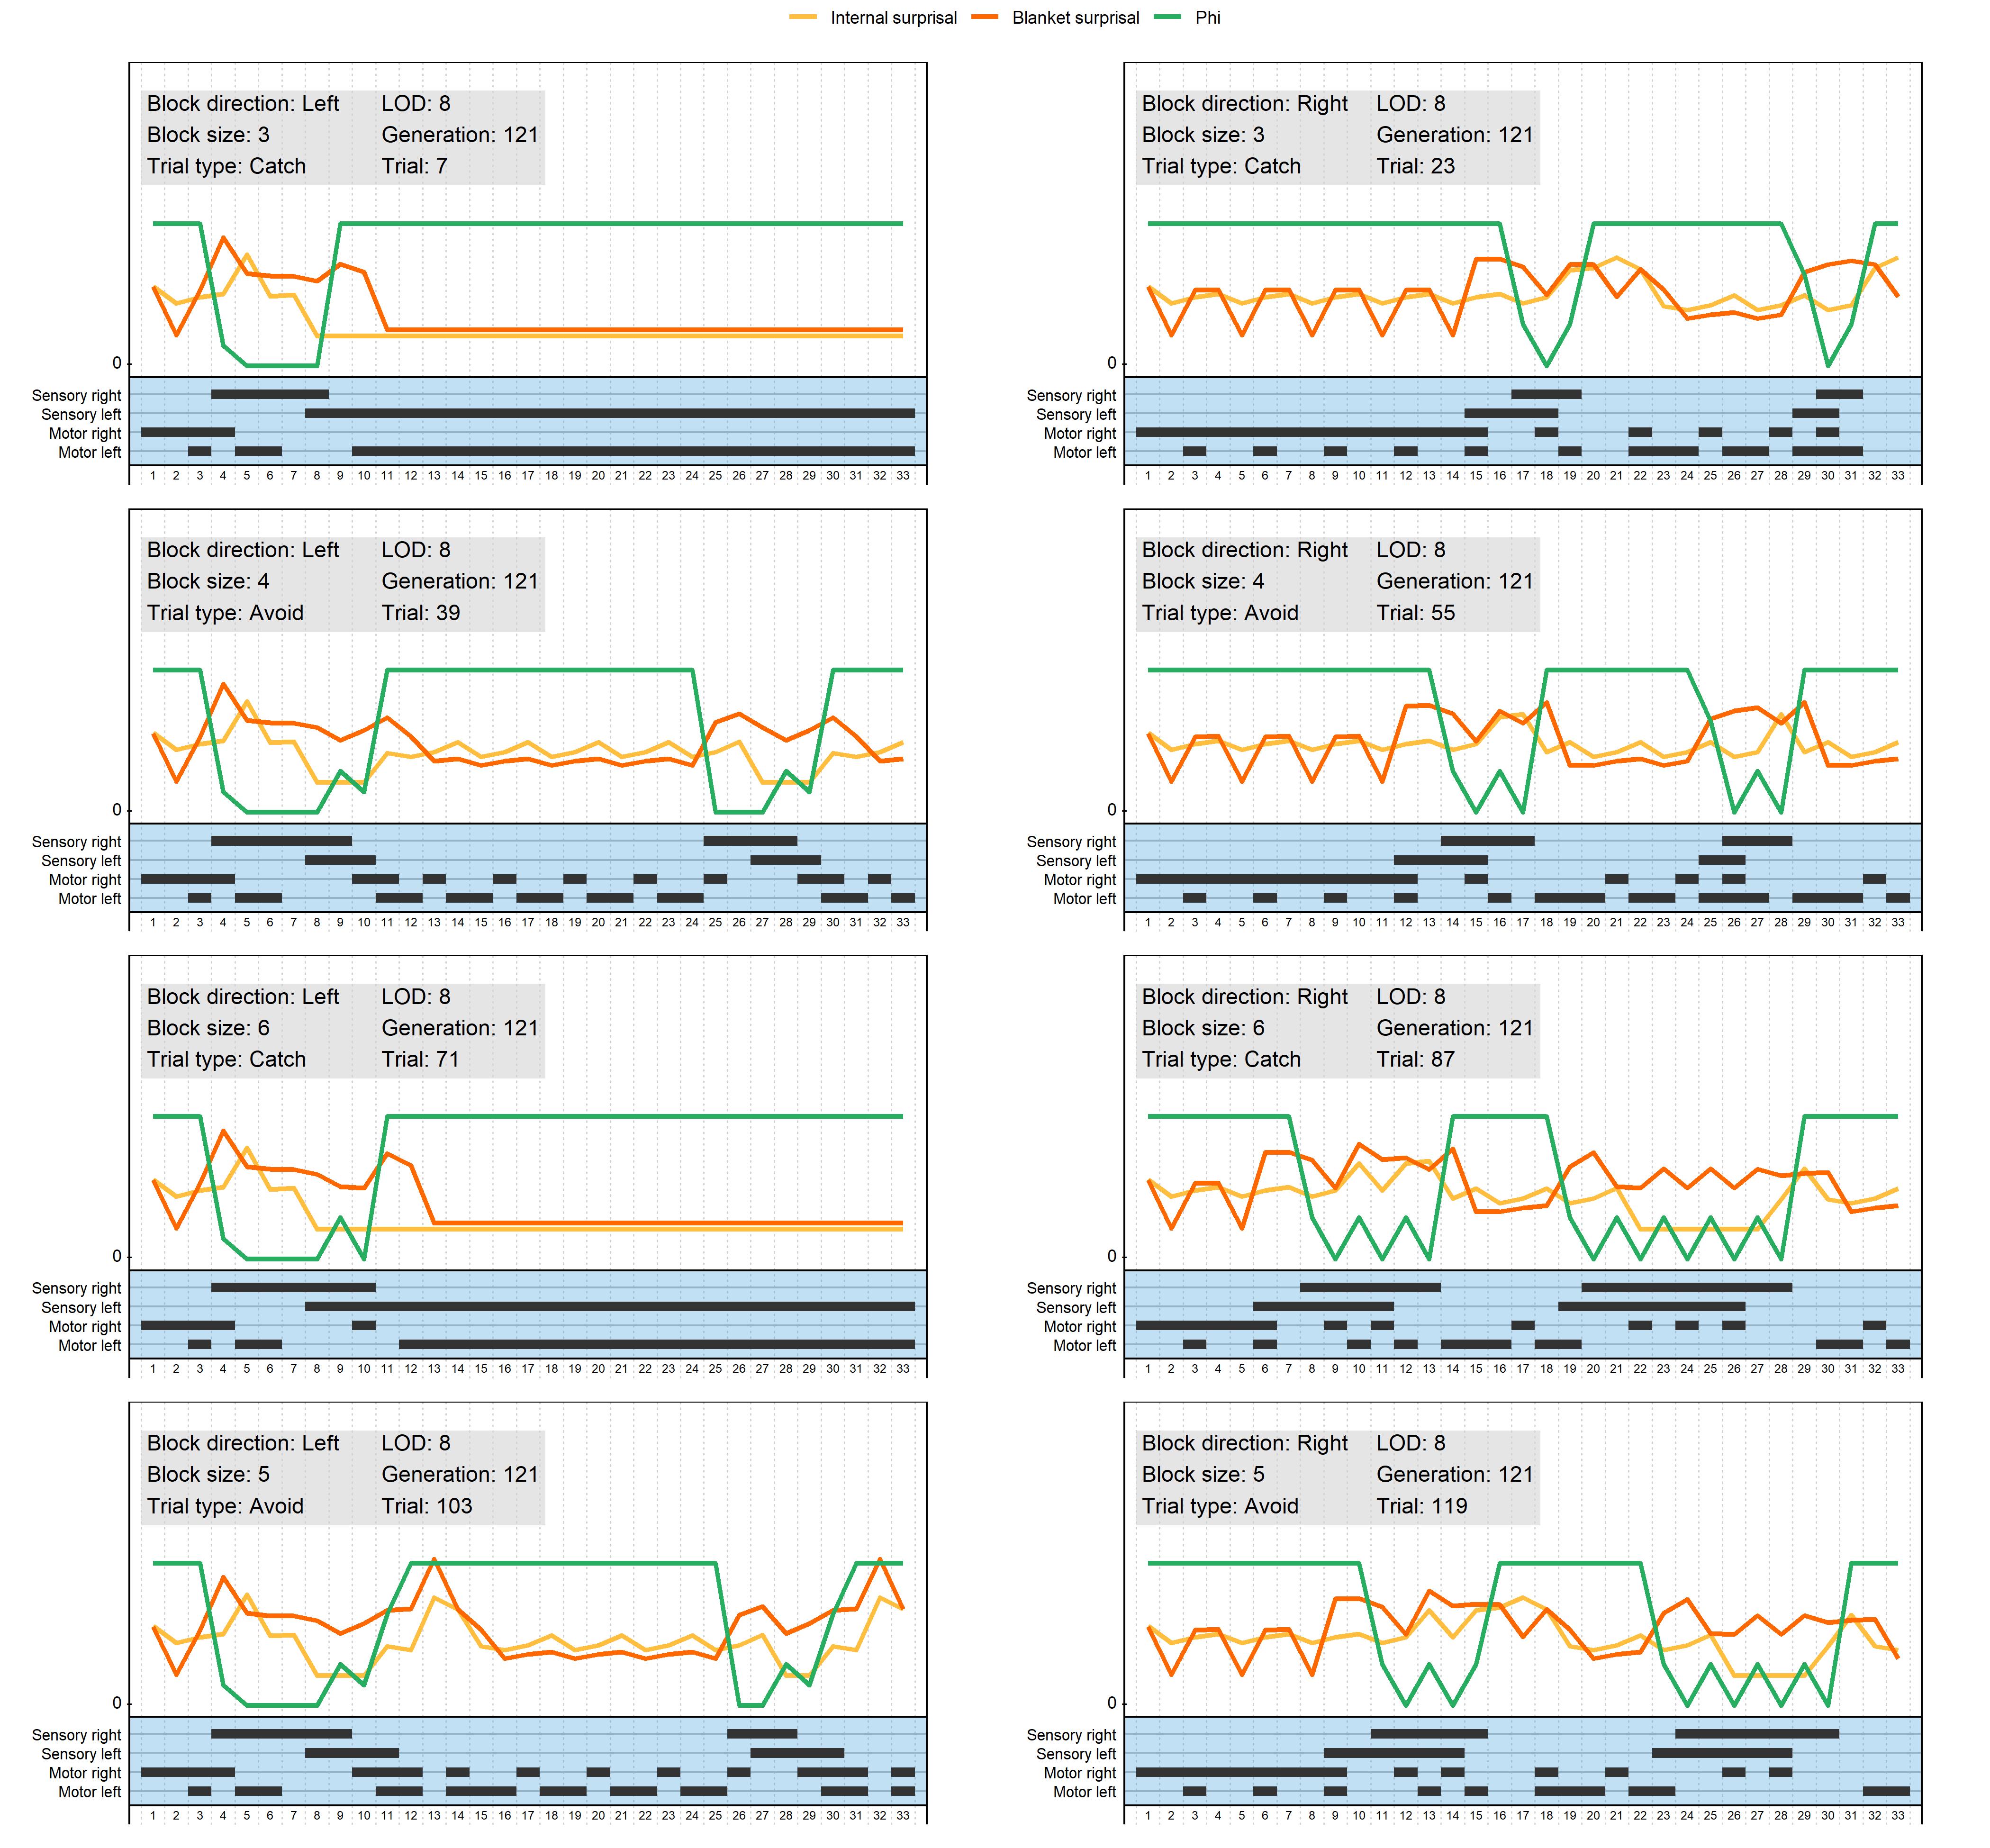 Internal surprisal Blanket surprisal Phi
Block direction: Left LOD: 8
Block size: 3 Generation: 121
Trial type: Catch Trial: 7
0
Sensory right
Sensory left
Motor right
Motor left
1 2 3 4 5 6 7 8 9 10 11 12 13 14 15 16 17 18 19 20 21 22 23 24 25 26 27 28 29 30 31 32 33
Block direction: Right LOD: 8
Block size: 3 Generation: 121
Trial type: Catch Trial: 23
0
Sensory right
Sensory left
Motor right
Motor left
1 2 3 4 5 6 7 8 9 10 11 12 13 14 15 16 17 18 19 20 21 22 23 24 25 26 27 28 29 30 31 32 33
Block direction: Left LOD: 8
Block size: 4 Generation: 121
Trial type: Avoid Trial: 39
0
Sensory right
Sensory left
Motor right
Motor left
1 2 3 4 5 6 7 8 9 10 11 12 13 14 15 16 17 18 19 20 21 22 23 24 25 26 27 28 29 30 31 32 33
Block direction: Right LOD: 8
Block size: 4 Generation: 121
Trial type: Avoid Trial: 55
0
Sensory right
Sensory left
Motor right
Motor left
1 2 3 4 5 6 7 8 9 10 11 12 13 14 15 16 17 18 19 20 21 22 23 24 25 26 27 28 29 30 31 32 33
Block direction: Left LOD: 8
Block size: 6 Generation: 121
Trial type: Catch Trial: 71
0
Sensory right
Sensory left
Motor right
Motor left
1 2 3 4 5 6 7 8 9 10 11 12 13 14 15 16 17 18 19 20 21 22 23 24 25 26 27 28 29 30 31 32 33
Block direction: Right LOD: 8
Block size: 6 Generation: 121
Trial type: Catch Trial: 87
0
Sensory right
Sensory left
Motor right
Motor left
1 2 3 4 5 6 7 8 9 10 11 12 13 14 15 16 17 18 19 20 21 22 23 24 25 26 27 28 29 30 31 32 33
Block direction: Left LOD: 8
Block size: 5 Generation: 121
Trial type: Avoid Trial: 103
0
Sensory right
Sensory left
Motor right
Motor left
1 2 3 4 5 6 7 8 9 10 11 12 13 14 15 16 17 18 19 20 21 22 23 24 25 26 27 28 29 30 31 32 33
Block direction: Right LOD: 8
Block size: 5 Generation: 121
Trial type: Avoid Trial: 119
0
Sensory right
Sensory left
Motor right
Motor left
1 2 3 4 5 6 7 8 9 10 11 12 13 14 15 16 17 18 19 20 21 22 23 24 25 26 27 28 29 30 31 32 33